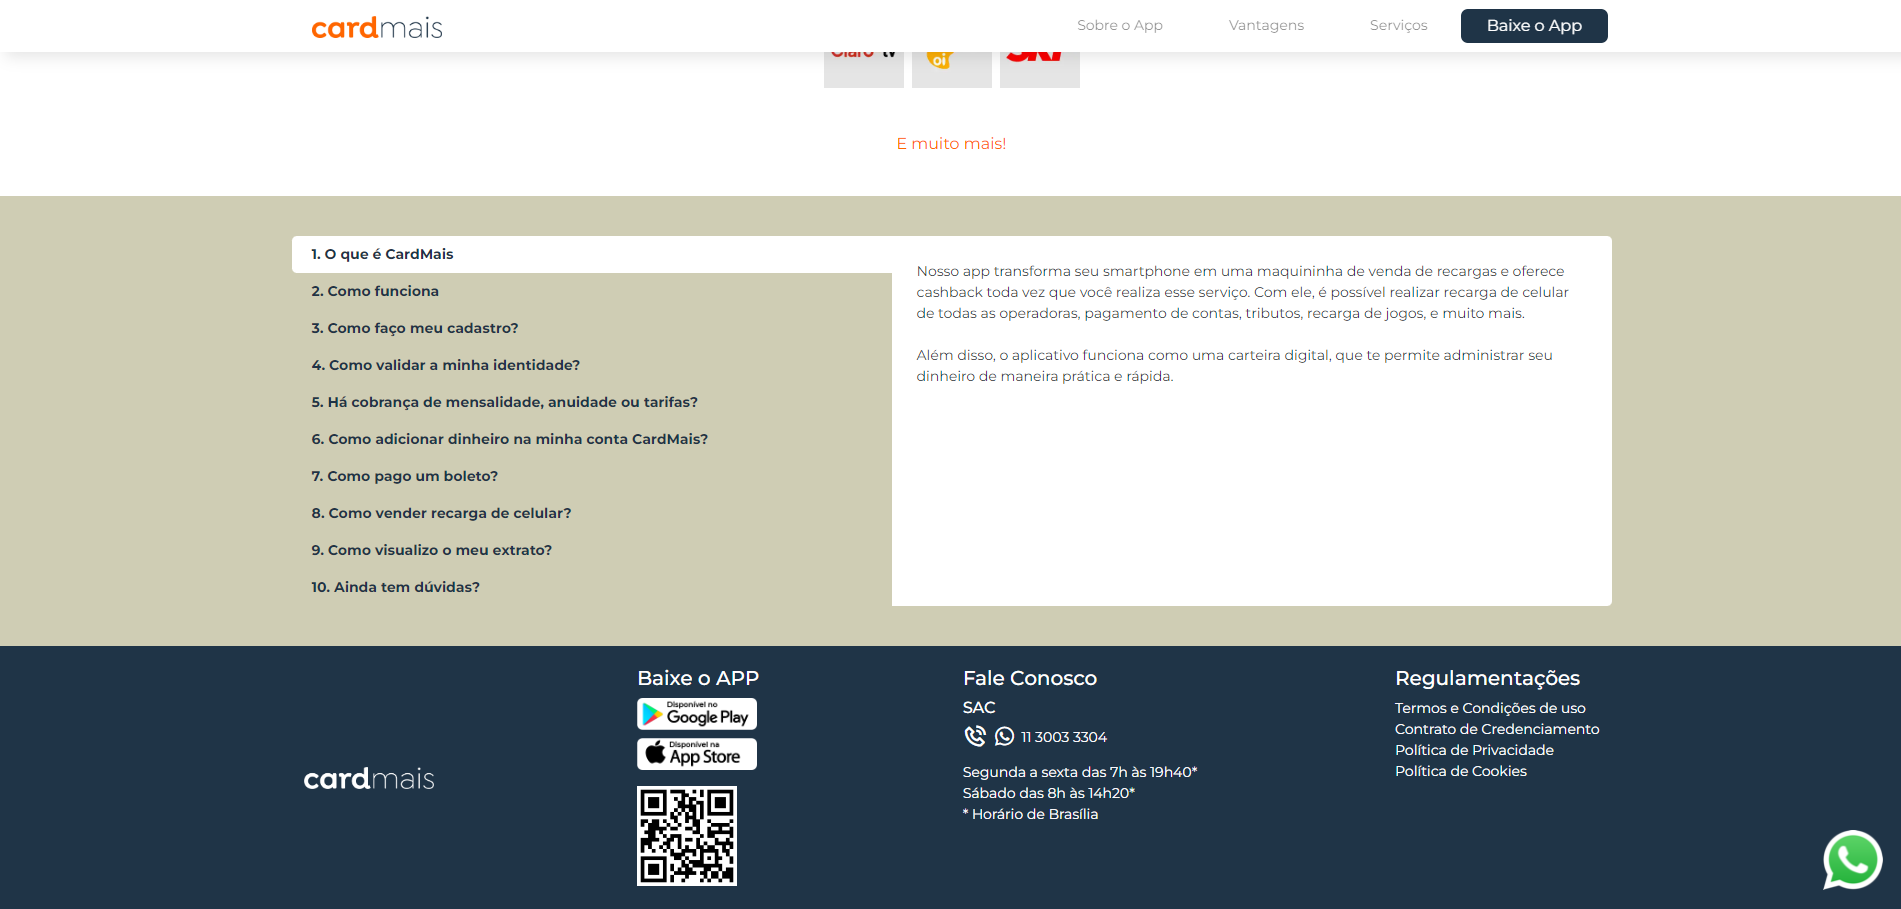 cardmais
Sobre o App
Vantagens
Serviços
Baixe o App
Claro tv
oi
SKY
E muito mais!
1. O que é CardMais
2. Como funciona
3. Como faço meu cadastro?
4. Como validar a minha identidade?
5. Há cobrança de mensalidade, anuidade ou tarifas?
6. Como adicionar dinheiro na minha conta CardMais?
7. Como pago um boleto?
8. Como vender recarga de celular?
9. Como visualizo o meu extrato?
10. Ainda tem dúvidas?
Nosso app transforma seu smartphone em uma maquininha de venda de recargas e oferece
cashback toda vez que você realiza esse serviço. Com ele, é possível realizar recarga de celular
de todas as operadoras, pagamento de contas, tributos, recarga de jogos, e muito mais.
Além disso, o aplicativo funciona como uma carteira digital, que te permite administrar seu
dinheiro de maneira prática e rápida.
cardmais
Baixe o APP
Disponível no
Google Play
Disponível na
App Store
Fale Conosco
SAC
11 3003 3304
Segunda a sexta das 7h às 19h40*
Sábado das 8h às 14h20*
* Horário de Brasília
Regulamentações
Termos e Condições de uso
Contrato de Credenciamento
Política de Privacidade
Política de Cookies